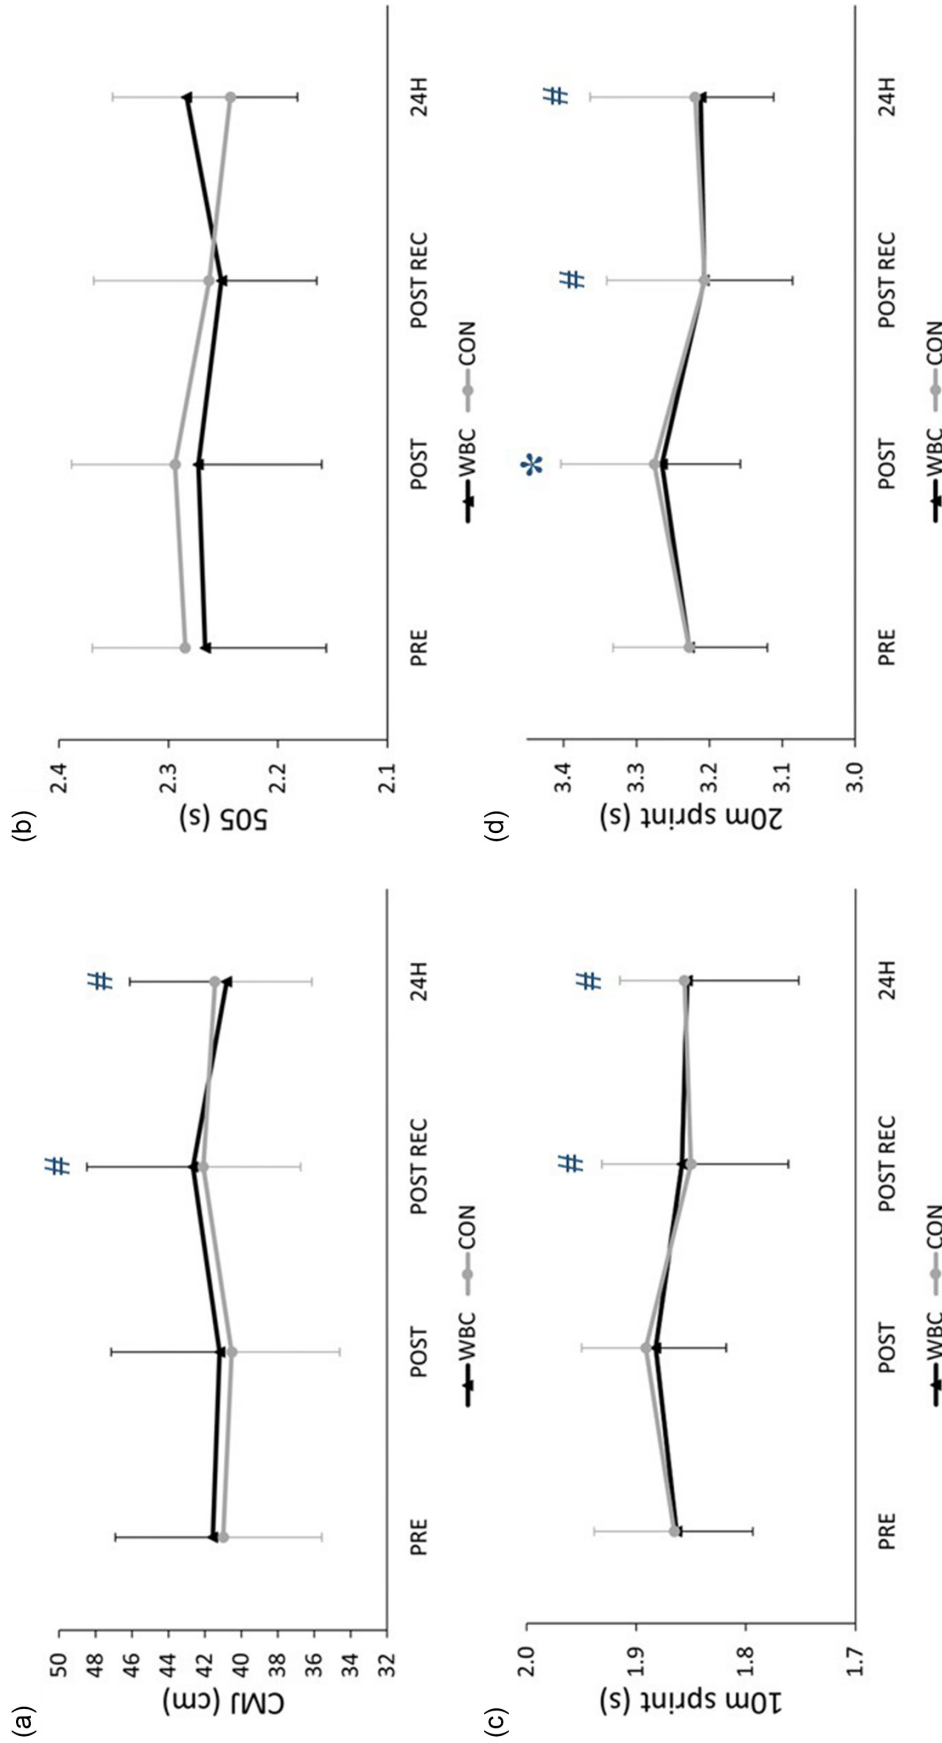 (a)
CMJ (cm)
50
48
46
44
42
40
38
36
34
32
#
#
PRE
POST
POST REC
24H
WBC
CON
(b)
505 (s)
2.4
2.3
2.2
2.1
PRE
POST
POST REC
24H
WBC
CON
(c)
10m sprint (s)
2.0
1.9
1.8
1.7
#
#
PRE
POST
POST REC
24H
WBC
CON
(d)
20m sprint (s)
3.4
3.3
3.2
3.1
3.0
*
#
#
PRE
POST
POST REC
24H
WBC
CON